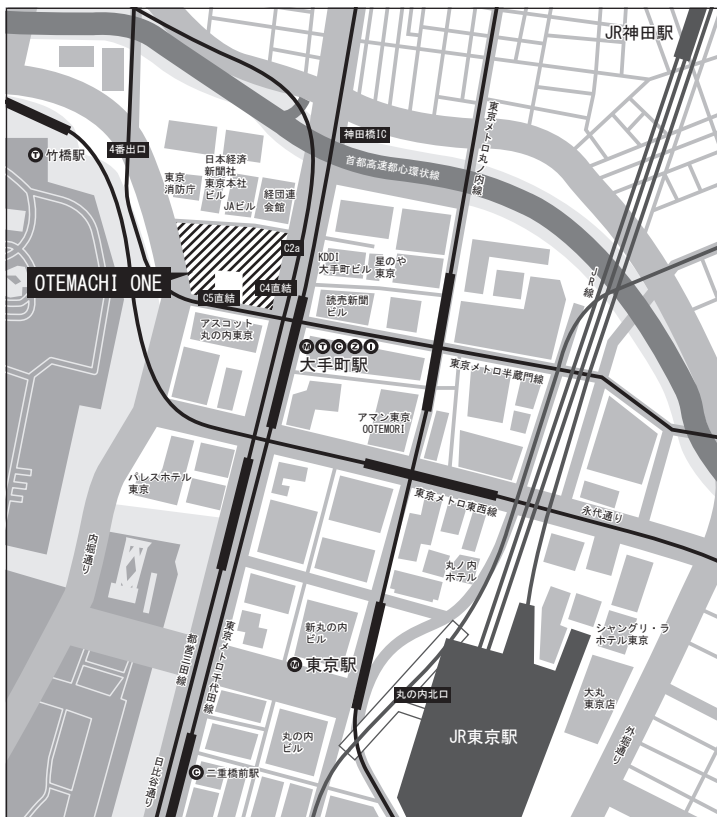 JR神田駅
神田橋IC
4番出口
T 竹橋駅
東京メトロ丸ノ内線
首都高速都心環状線
日本経済
新聞社
東京本社
ビル
東京
消防庁
JAビル
経団連
会館
C2a
KDDI
大手町ビル
星のや
東京
JR線
OTEMACHI ONE
C5直結
C4直結
読売新聞
ビル
アスコット
丸の内東京
M T C Z I
大手町駅
東京メトロ半蔵門線
アマン東京
OOTEMORI
パレスホテル
東京
東京メトロ東西線
永代通り
内堀通り
丸ノ内
ホテル
都営三田線
東京メトロ千代田線
新丸の内
ビル
シャングリ・ラ
ホテル東京
M 東京駅
丸の内北口
大丸
東京店
外堀通り
丸の内
ビル
JR東京駅
日比谷通り
C 二重橋前駅